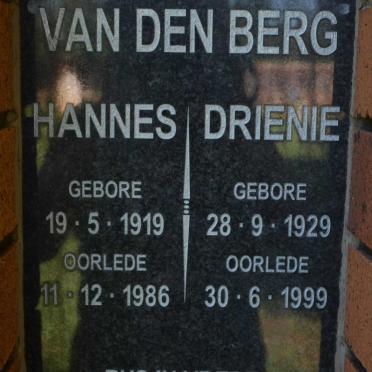 VAN DEN BERG
HANNES DRIENIE
GEBORE GEBORE
19 · 5 · 1919 28 · 9 · 1929
OORLEDE OORLEDE
11 · 12 · 1986 30 · 6 · 1999